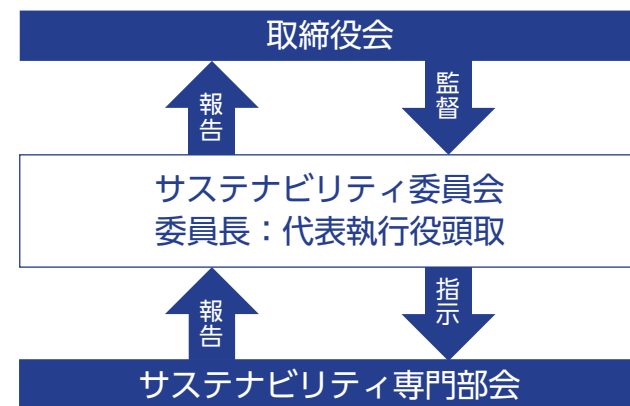 取締役会
報告
監督
サステナビリティ委員会
委員長：代表執行役頭取
報告
指示
サステナビリティ専門部会